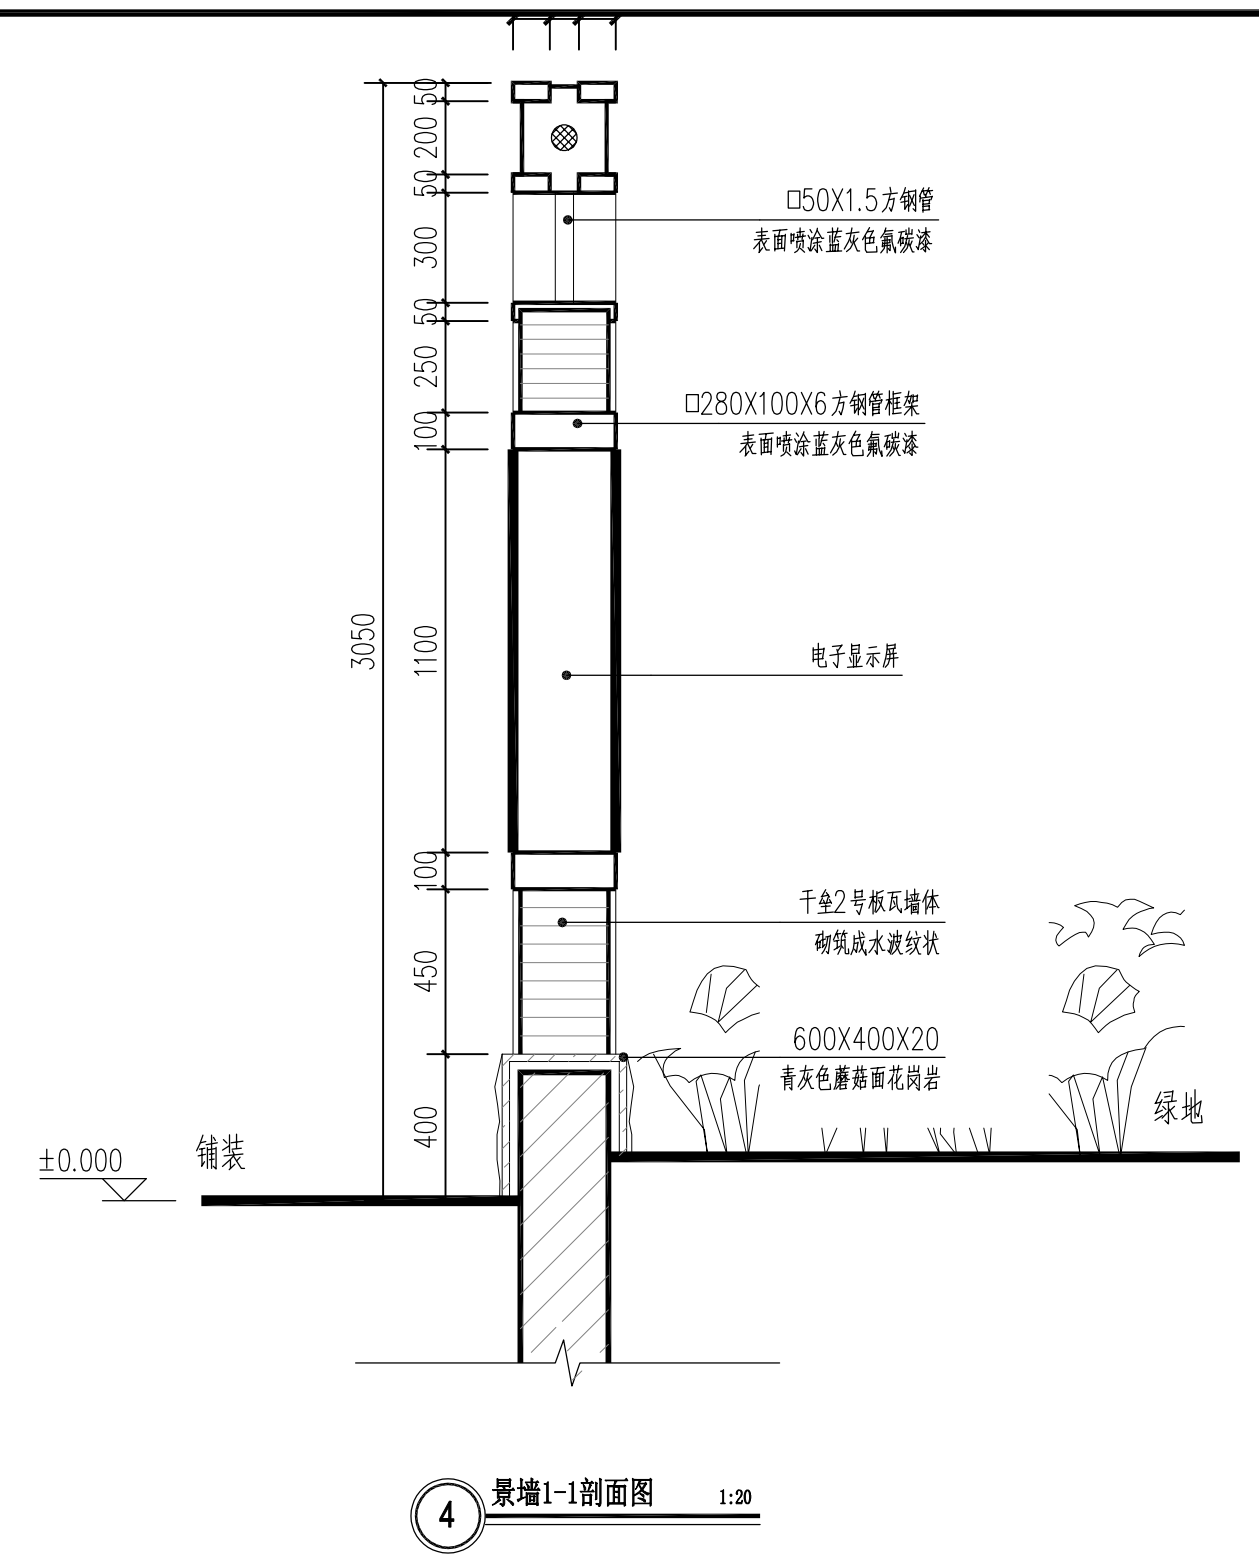 50
200
50
□50X1.5方钢管
表面喷涂蓝灰色氟碳漆
300
50
250
□280X100X6方钢管框架
表面喷涂蓝灰色氟碳漆
100
3050
1100
电子显示屏
100
干垒2号板瓦墙体
砌筑成水波纹状
450
600X400X20
青灰色蘑菇面花岗岩
400
绿地
铺装
±0.000
4
景墙1-1剖面图
1:20